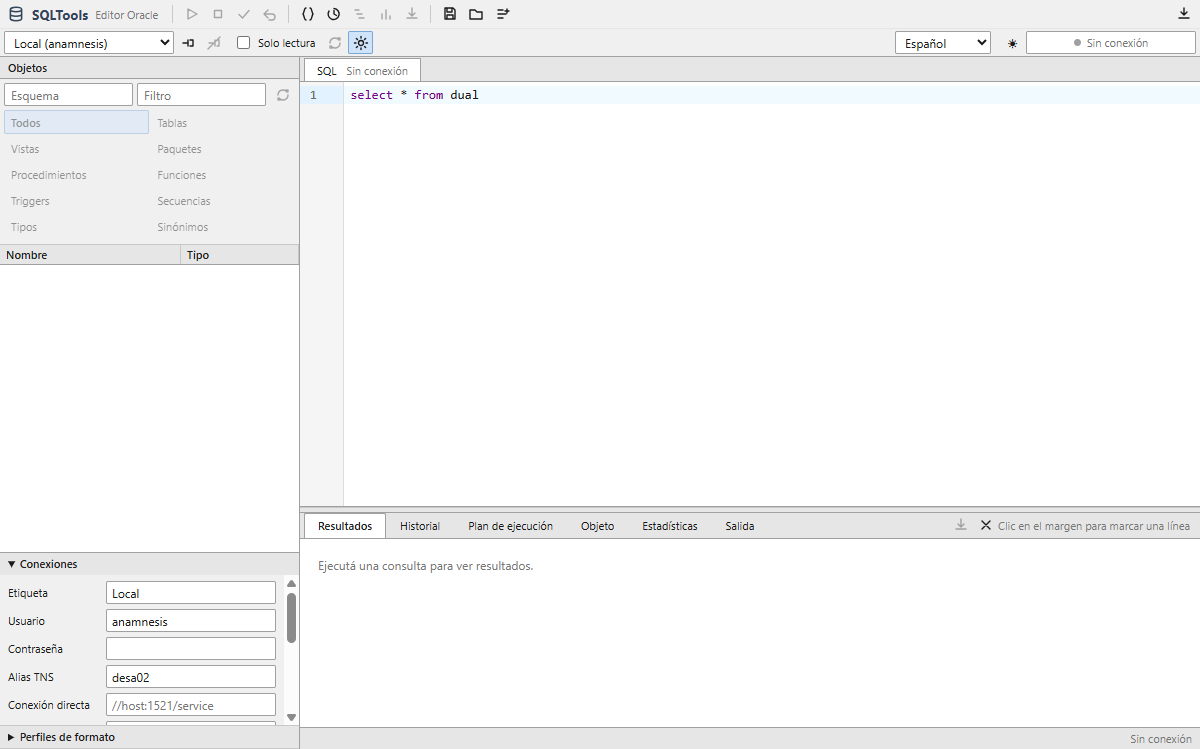 SQLTools Editor Oracle
Local (anamnesis) Solo lectura Español Sin conexión
Objetos
Esquema Filtro
Todos Tablas
Vistas Paquetes
Procedimientos Funciones
Triggers Secuencias
Tipos Sinónimos
Nombre Tipo
SQL Sin conexión
1 select * from dual
Resultados Historial Plan de ejecución Objeto Estadísticas Salida Clic en el margen para marcar una línea
Ejecutá una consulta para ver resultados.
Conexiones
Etiqueta Local
Usuario anamnesis
Contraseña
Alias TNS desa02
Conexión directa //host:1521/service
Perfiles de formato
Sin conexión